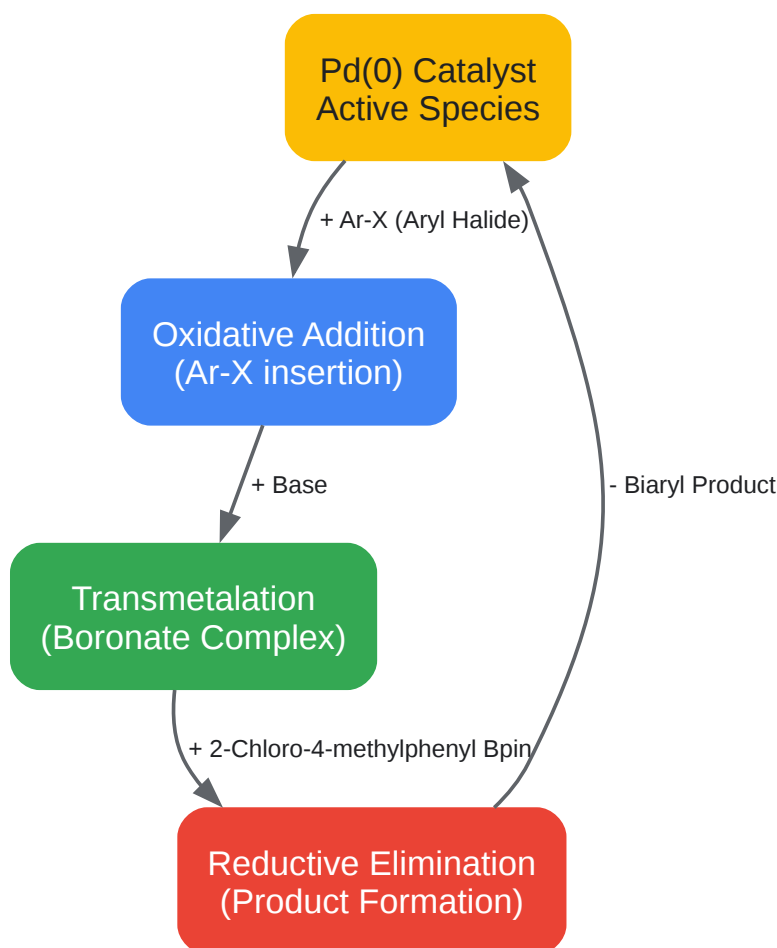 Pd(0) Catalyst
Active Species
+ Ar-X (Aryl Halide)
Oxidative Addition
(Ar-X insertion)
+ Base
- Biaryl Product
Transmetalation
(Boronate Complex)
+ 2-Chloro-4-methylphenyl Bpin
Reductive Elimination
(Product Formation)